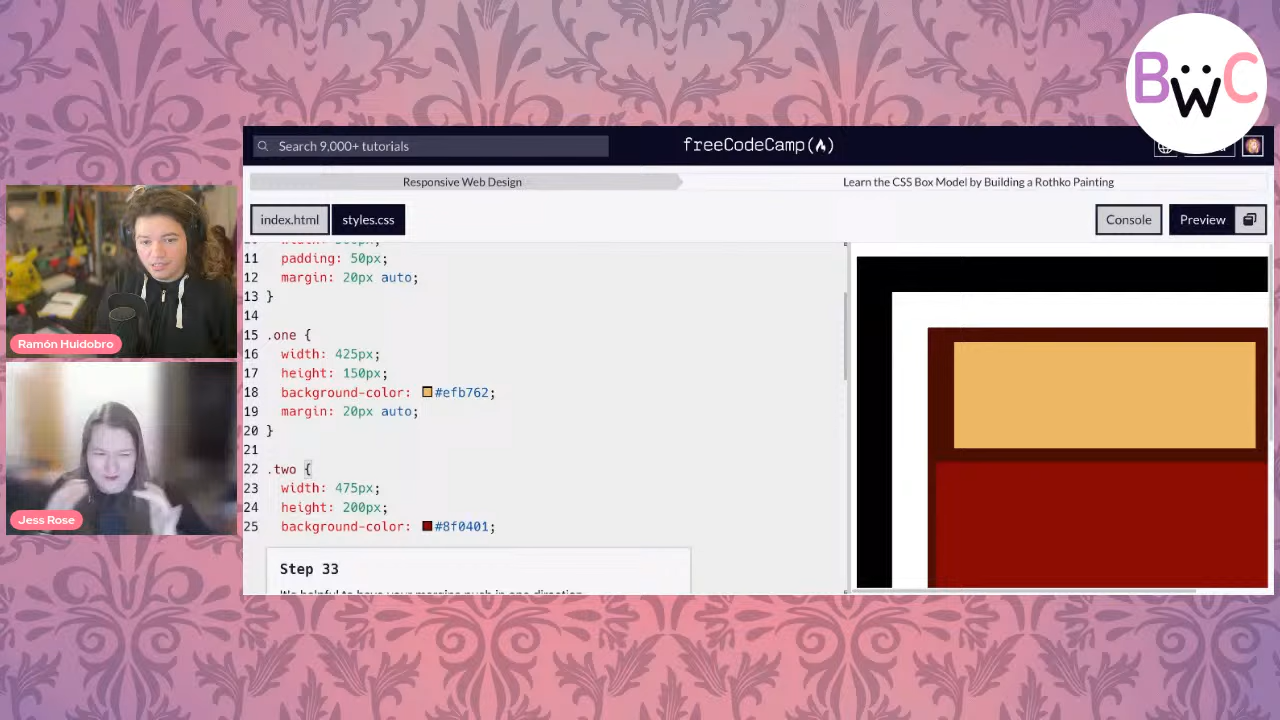 BwC
Search 9,000+ tutorials
freeCodeCamp
Responsive Web Design
Learn the CSS Box Model by Building a Rothko Painting
index.html
styles.css
Console
Preview
11 padding: 50px;
12 margin: 20px auto;
13 }
14
15 .one {
16 width: 425px;
17 height: 150px;
18 background-color: #efb762;
19 margin: 20px auto;
20 }
21
22 .two {
23 width: 475px;
24 height: 200px;
25 background-color: #8f0401;
Step 33
Ramón Huidobro
Jess Rose